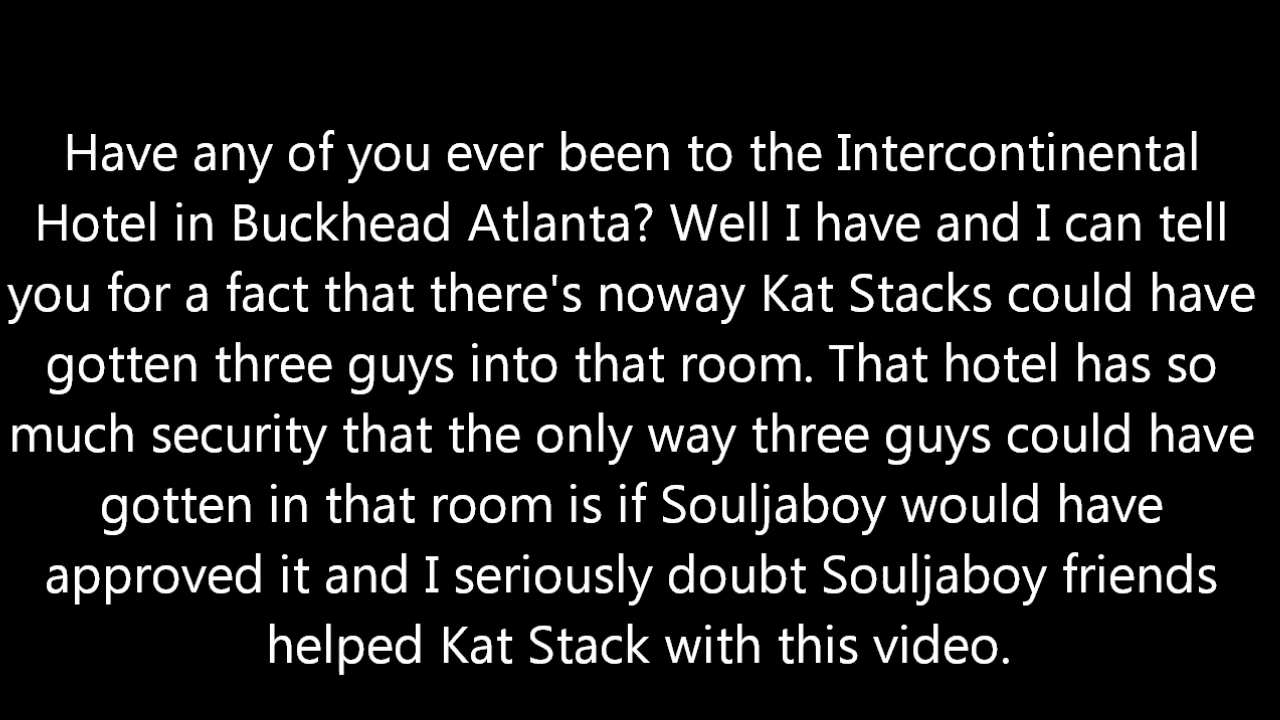 Have any of you ever been to the Intercontinental
Hotel in Buckhead Atlanta? Well I have and I can tell
you for a fact that there's noway Kat Stacks could have
gotten three guys into that room. That hotel has so
much security that the only way three guys could have
gotten in that room is if Souljaboy would have
approved it and I seriously doubt Souljaboy friends
helped Kat Stack with this video.